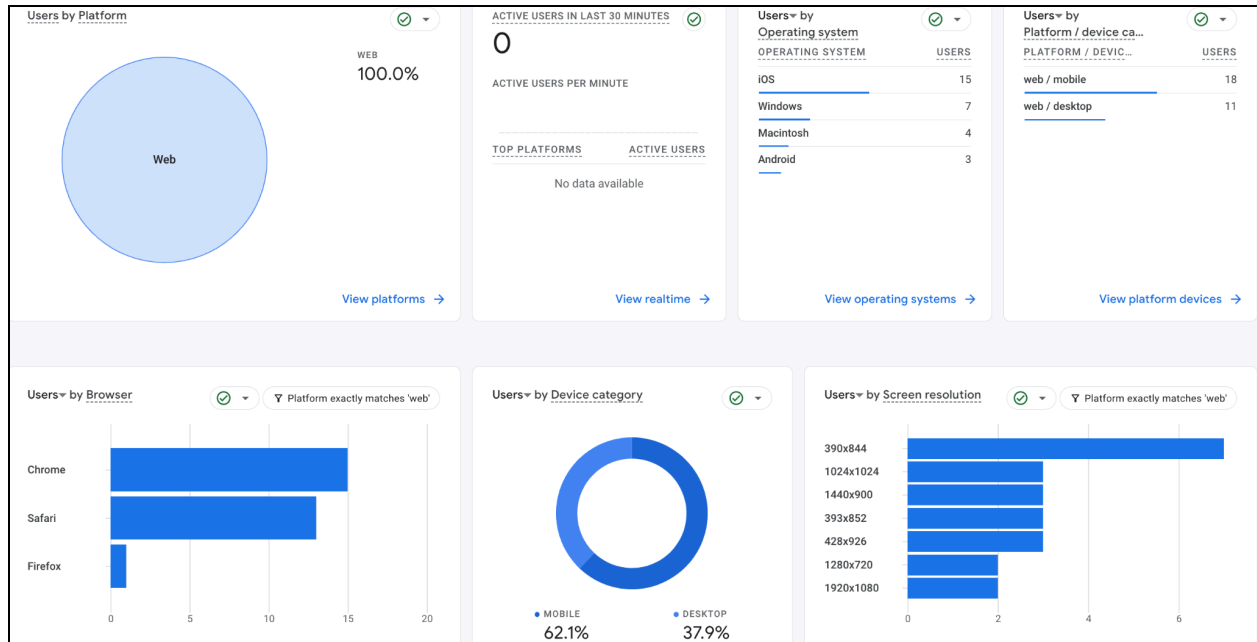 Users by Platform
WEB
100.0%
Web
View platforms →
ACTIVE USERS IN LAST 30 MINUTES
0
ACTIVE USERS PER MINUTE
TOP PLATFORMS ACTIVE USERS
No data available
View realtime →
Users by
Operating system
OPERATING SYSTEM USERS
iOS 15
Windows 7
Macintosh 4
Android 3
View operating systems →
Users by
Platform / device ca...
PLATFORM / DEVIC... USERS
web / mobile 18
web / desktop 11
View platform devices →
Users by Browser
Platform exactly matches 'web'
Chrome
Safari
Firefox
0 5 10 15 20
Users by Device category
MOBILE
62.1%
DESKTOP
37.9%
Users by Screen resolution
Platform exactly matches 'web'
390x844
1024x1024
1440x900
393x852
428x926
1280x720
1920x1080
0 2 4 6